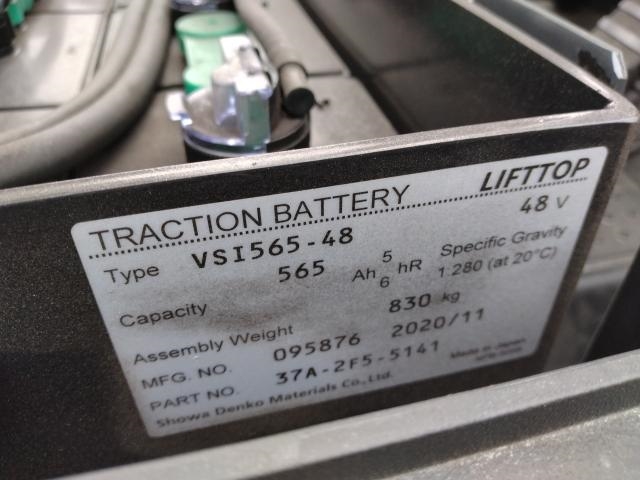 TRACTION BATTERY LIFTTOP
Type VSI565-48 48 V
Capacity 565 Ah 5 6 hR Specific Gravity 1.280 (at 20°C)
Assembly Weight 830 kg
MFG. NO. 095876 2020/11
PART NO. 37A-2F5-5141
Showa Denko Materials Co., Ltd. Made in Japan